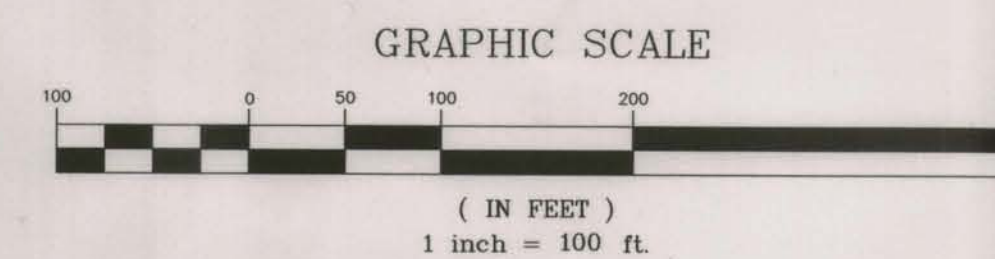 GRAPHIC SCALE
100 0 50 100 200
( IN FEET )
1 inch = 100 ft.